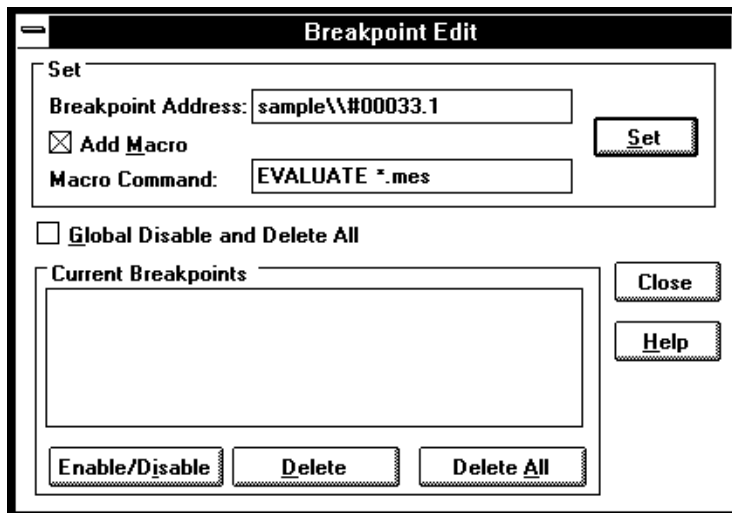 Breakpoint Edit
Set
Breakpoint Address: sample\\#00033.1
Add Macro
Set
Macro Command: EVALUATE *.mes
Global Disable and Delete All
Current Breakpoints
Close
Help
Enable/Disable Delete Delete All